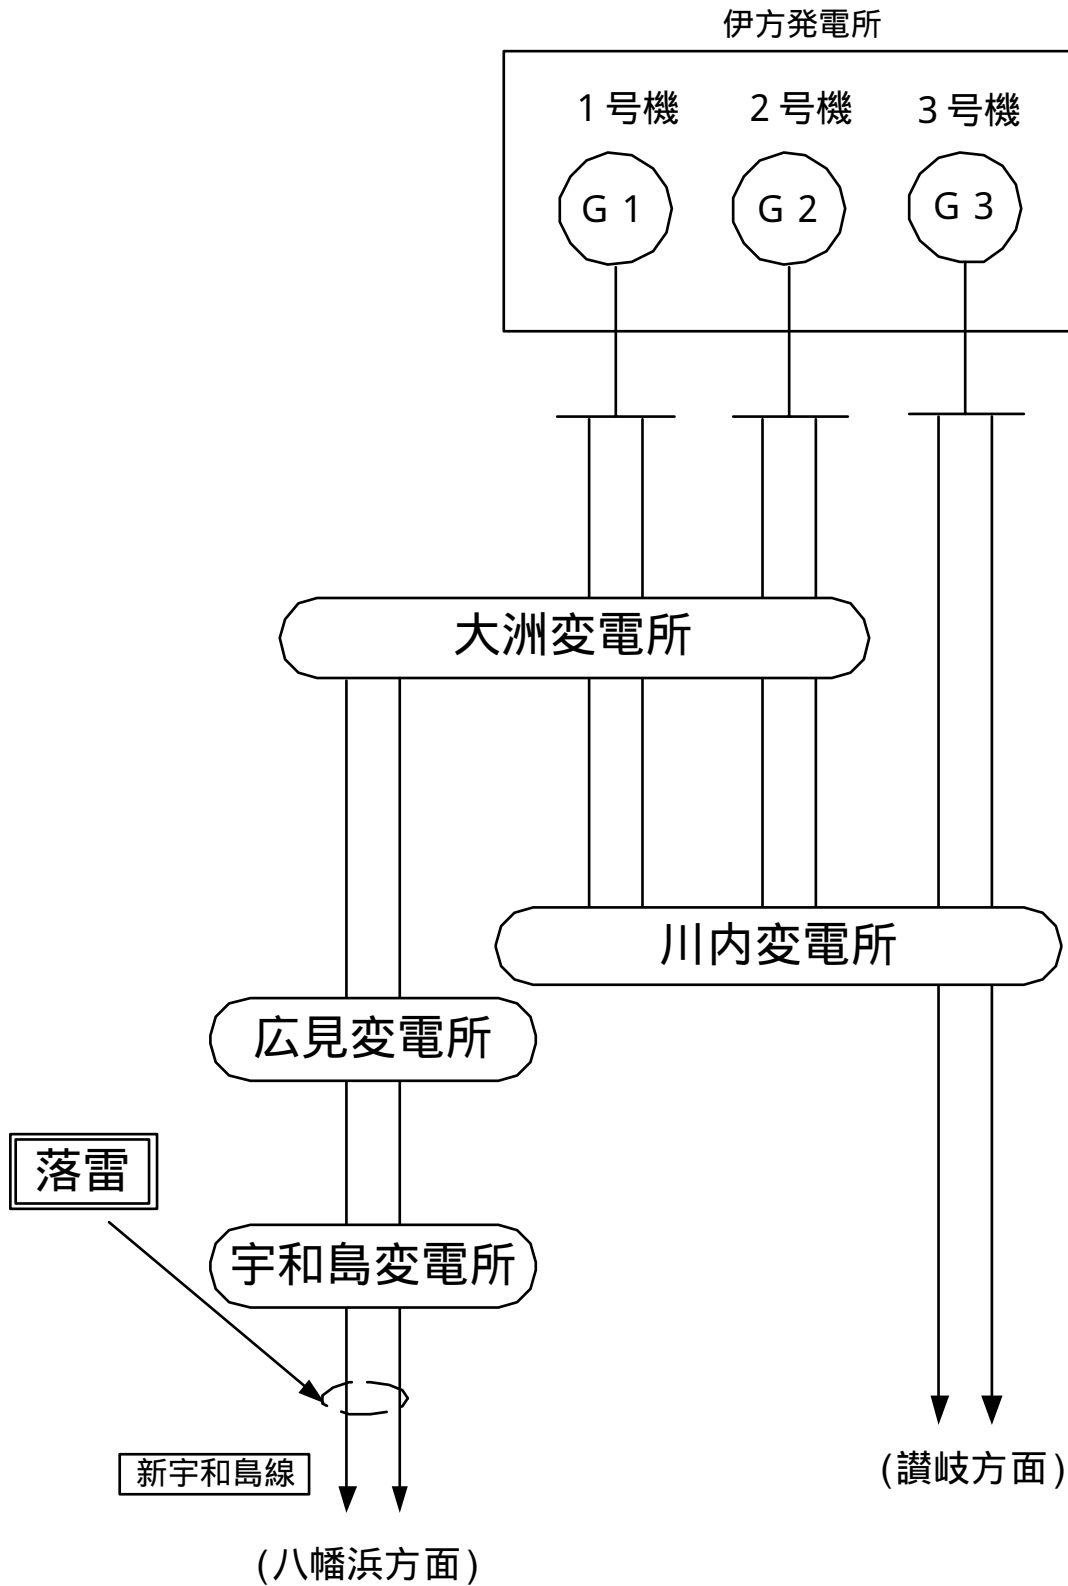 伊方発電所
1号機 2号機 3号機
G 1 G 2 G 3
大洲変電所
川内変電所
広見変電所
落雷
宇和島変電所
新宇和島線
(讃岐方面)
(八幡浜方面)